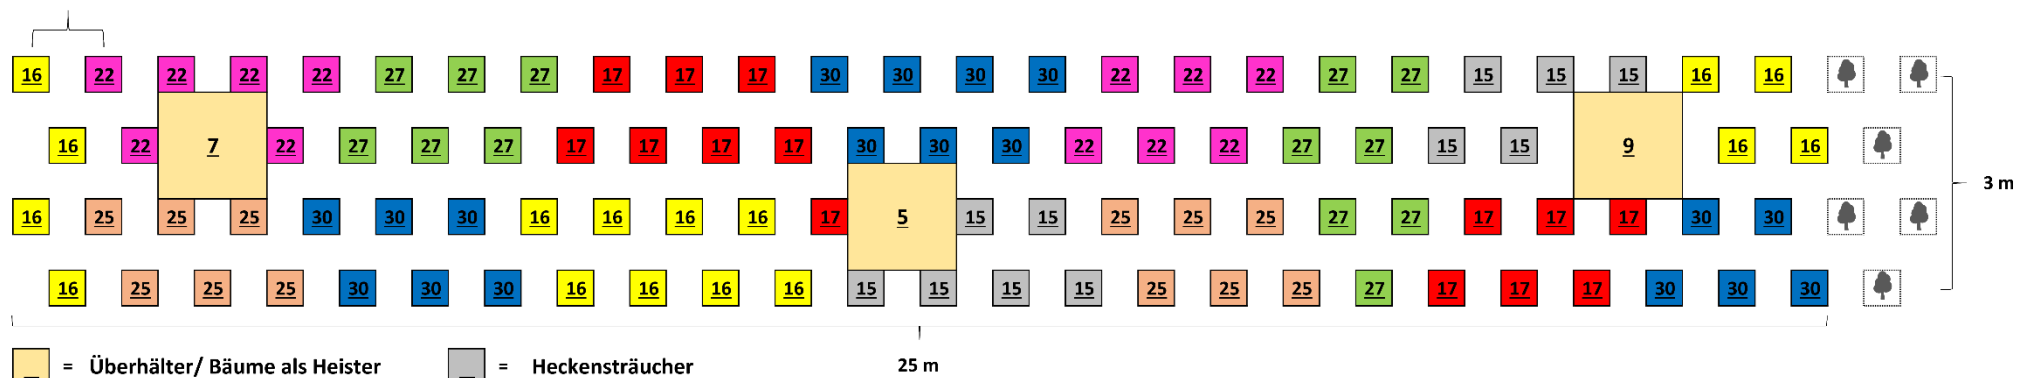 16 22 22 22 22 27 27 27 17 17 17 30 30 30 30 22 22 22 27 27 15 15 15 16 16
16 22 7 22 27 27 27 17 17 17 17 30 30 30 22 22 22 27 27 15 15 9 16 16
3 m
16 25 25 25 30 30 30 16 16 16 16 17 5 15 15 25 25 25 27 27 17 17 17 30 30
16 25 25 25 30 30 30 16 16 16 16 15 15 15 15 25 25 25 27 17 17 17 30 30 30
= Überhälter/ Bäume als Heister = Heckensträucher 25 m